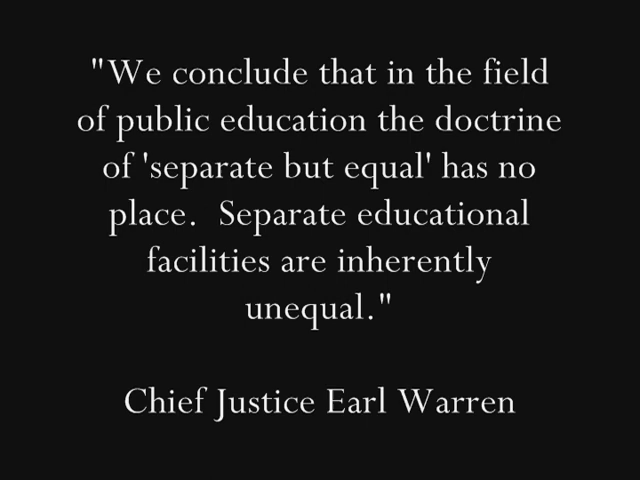 "We conclude that in the field
of public education the doctrine
of 'separate but equal' has no
place.  Separate educational
facilities are inherently
unequal."
Chief Justice Earl Warren